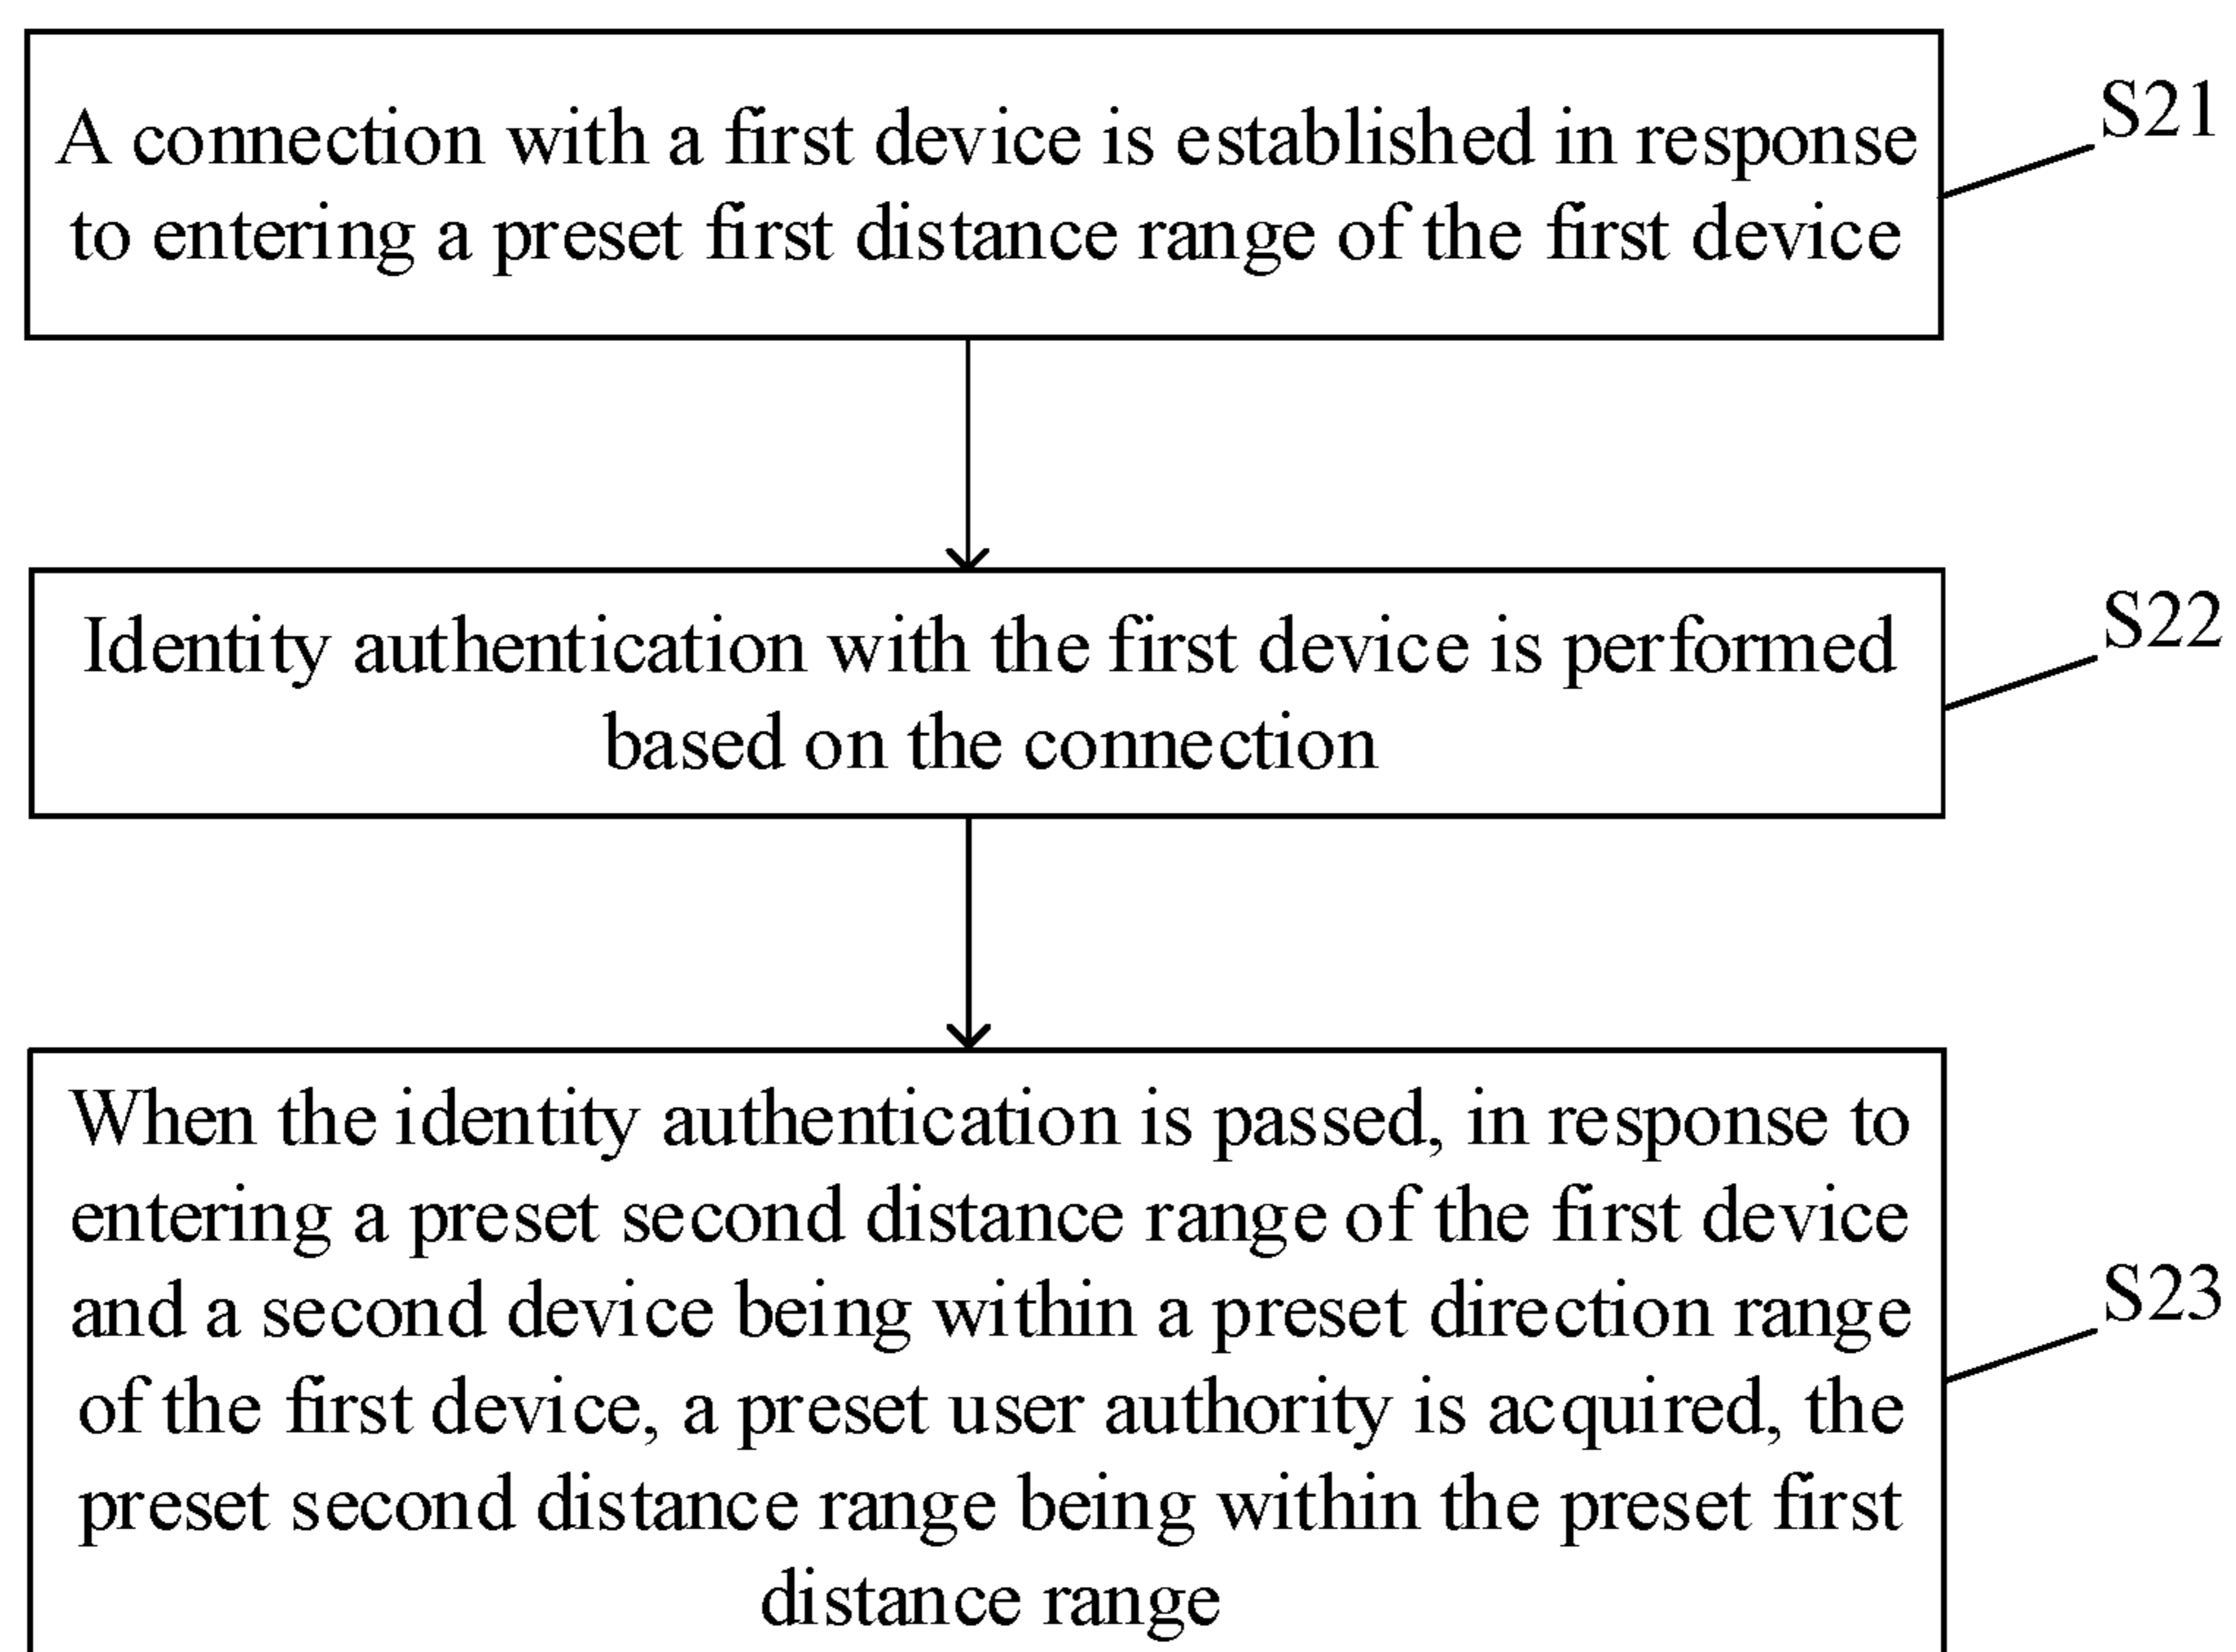 A connection with a first device is established in response
to entering a preset first distance range of the first device
S21
Identity authentication with the first device is performed
based on the connection
S22
When the identity authentication is passed, in response to
entering a preset second distance range of the first device
and a second device being within a preset direction range
of the first device, a preset user authority is acquired, the
preset second distance range being within the preset first
distance range
S23